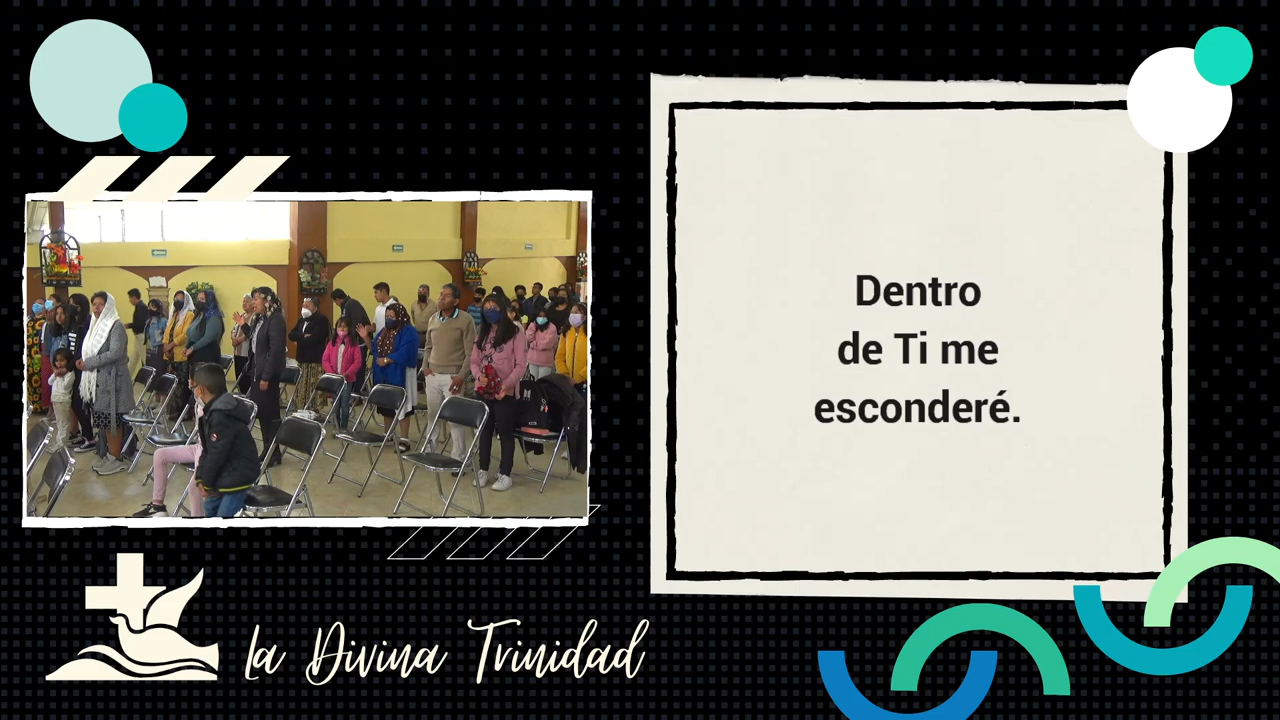 Dentro
de Ti me
esconderé.
La Divina Trinidad